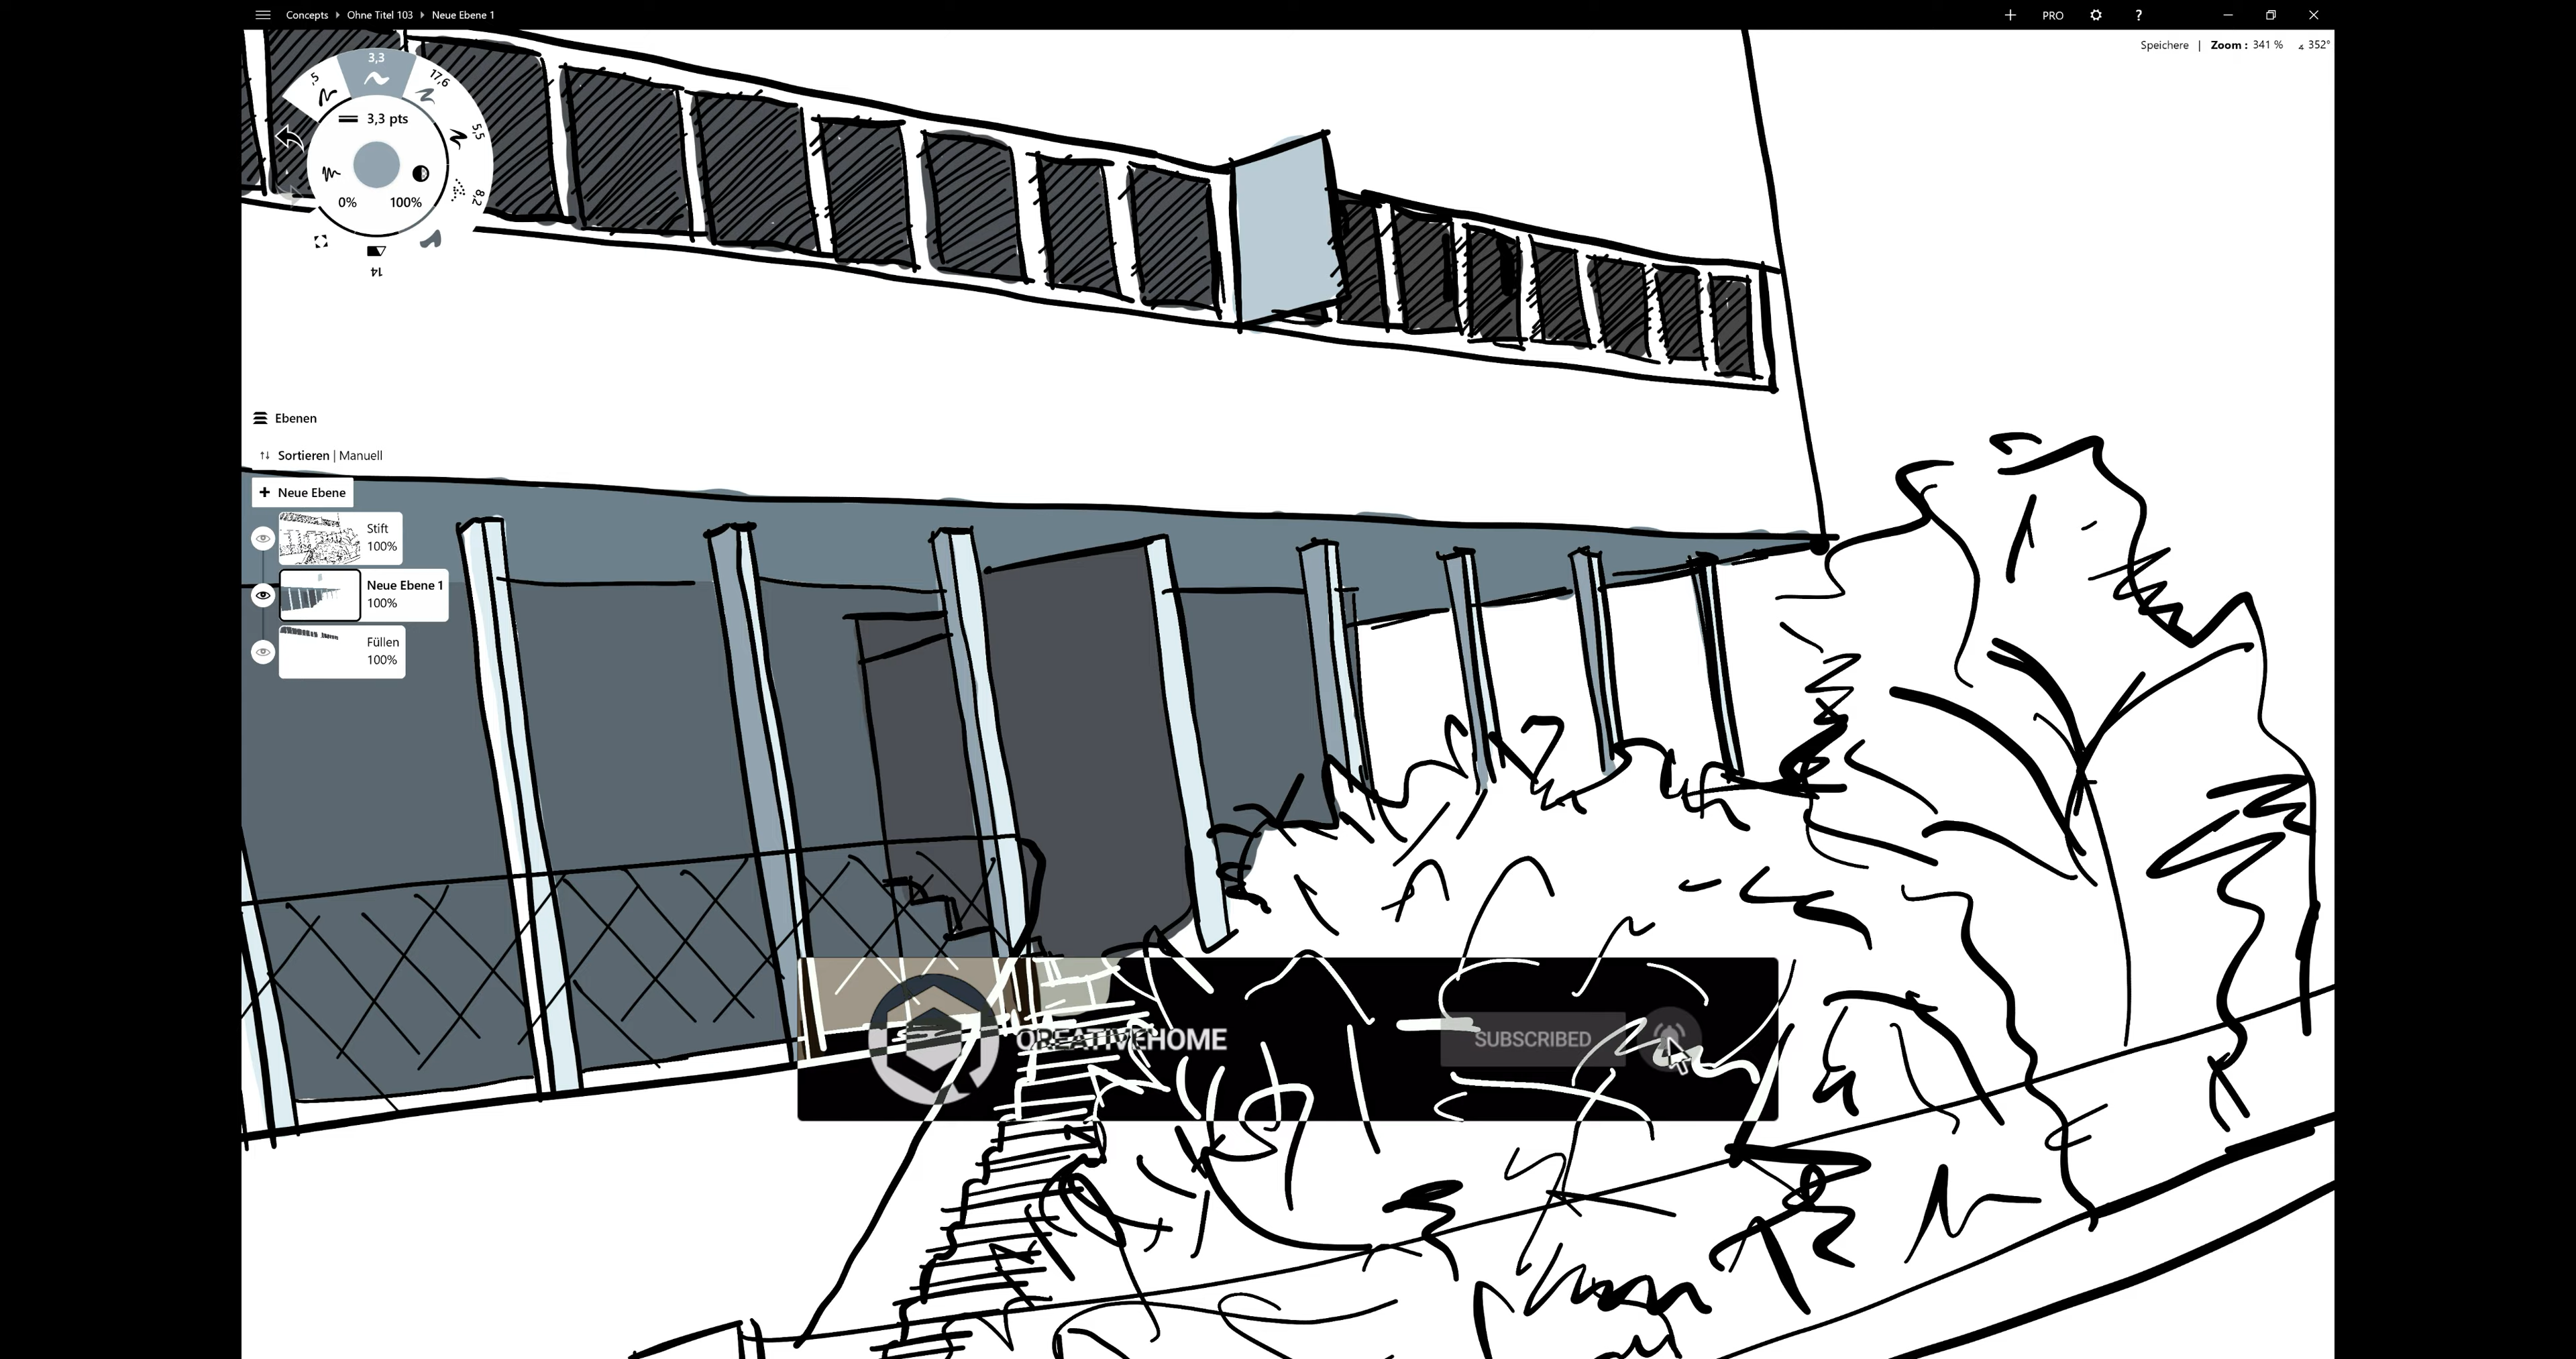 Concepts Ohne Titel 103 Neue Ebene 1
PRO ?
Speichere | Zoom : 341 % 352°
,5 3,3 17,6 5,5 8,2 14
3,3 pts
0% 100%
Ebenen
Sortieren | Manuell
+ Neue Ebene
Stift
100%
Neue Ebene 1
100%
Füllen
100%
CREATIVEHOME
SUBSCRIBED